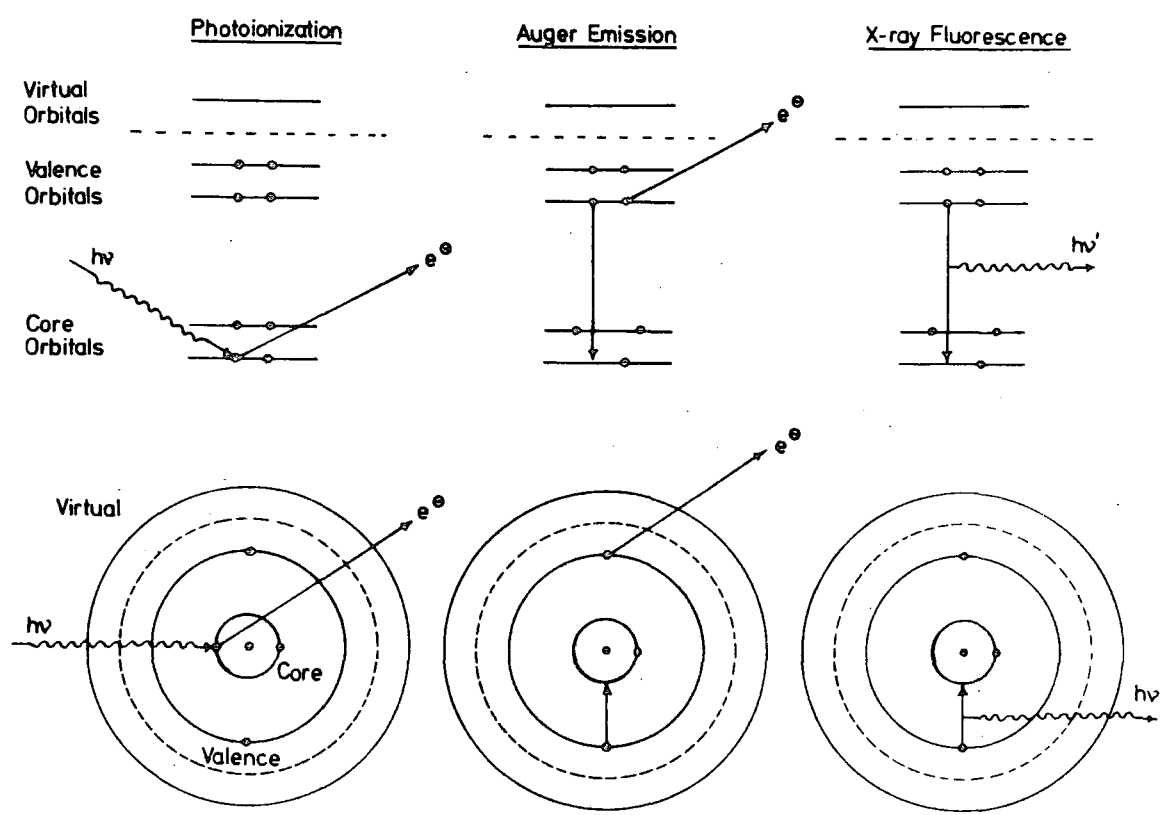 Photoionization
Auger Emission
X-ray Fluorescence
Virtual
Orbitals
Valence
Orbitals
Core
Orbitals
hν
e⊖
e⊖
hν'
Virtual
hν
e⊖
Core
Valence
e⊖
hν